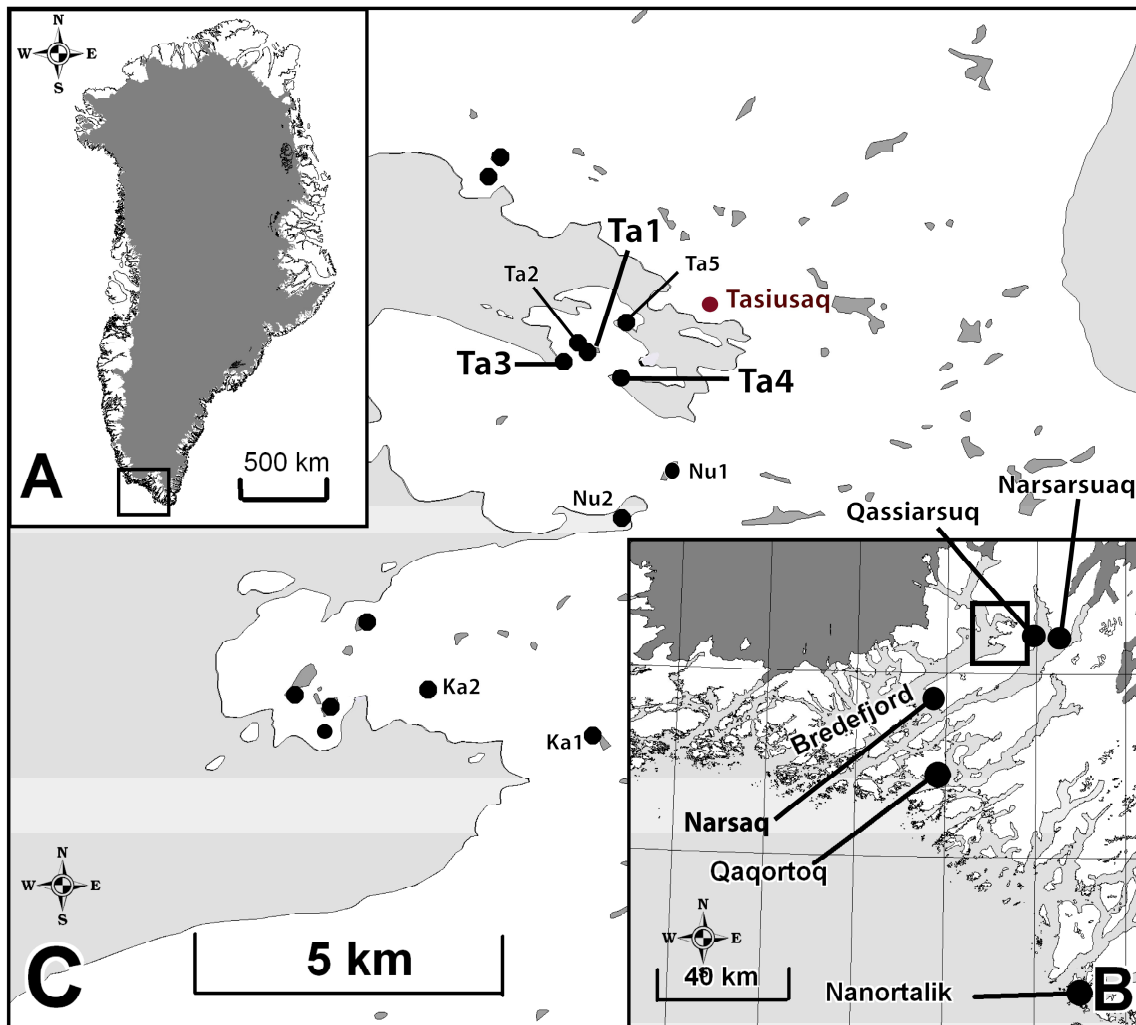 N
W E
S
500 km
A
Ta1
Ta2
Ta5
Tasiusaq
Ta3
Ta4
Nu1
Nu2
Narsarsuaq
Qassiarsuq
Ka2
Ka1
Bredefjord
Narsaq
Qaqortoq
N
W E
S
C
5 km
N
W E
S
40 km
Nanortalik
B